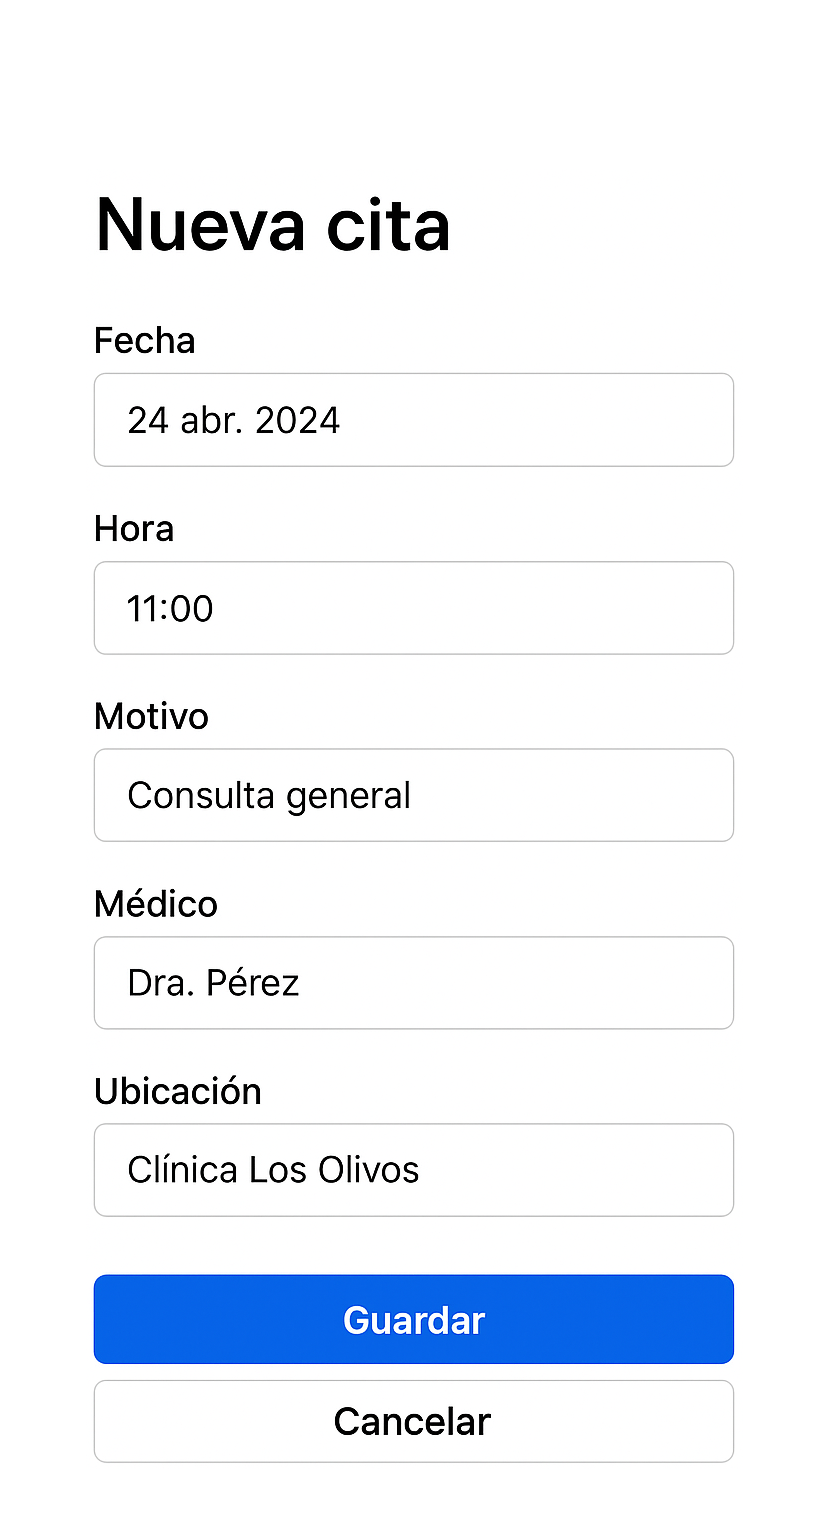 Nueva cita
Fecha
24 abr. 2024
Hora
11:00
Motivo
Consulta general
Médico
Dra. Pérez
Ubicación
Clínica Los Olivos
Guardar
Cancelar